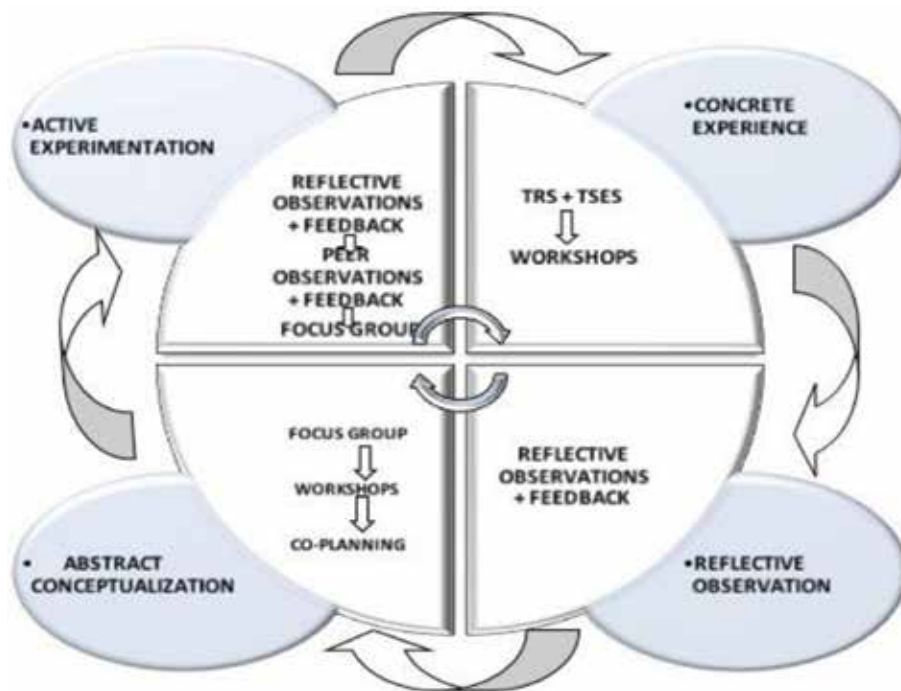 •ACTIVE
EXPERIMENTATION
•CONCRETE
EXPERIENCE
REFLECTIVE
OBSERVATIONS
+ FEEDBACK
PEER
OBSERVATIONS
+ FEEDBACK
FOCUS GROUP
TRS + TSES
WORKSHOPS
FOCUS GROUP
WORKSHOPS
CO-PLANNING
REFLECTIVE
OBSERVATIONS
+ FEEDBACK
• ABSTRACT
CONCEPTUALIZATION
•REFLECTIVE
OBSERVATION